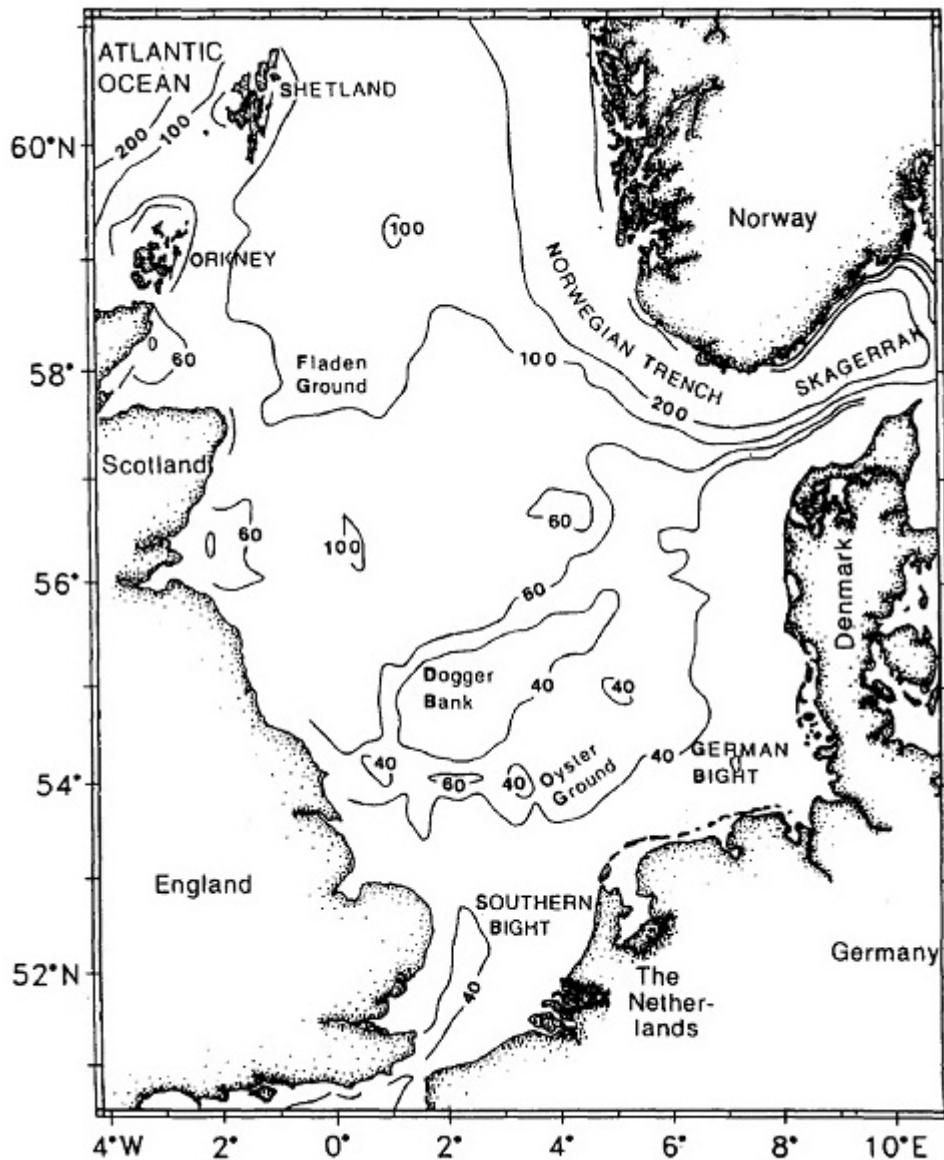 ATLANTIC
OCEAN
SHETLAND
200
100
60°N
100
Norway
ORKNEY
NORWEGIAN TRENCH
60
Fladen
Ground
100
SKAGERRAK
58°
200
Scotland
60
60
100
56°
Denmark
60
Dogger
Bank
40
40
40
60
40
Oyster
Ground
40
GERMAN
BIGHT
54°
England
SOUTHERN
BIGHT
Germany
52°N
40
The
Nether-
lands
4°W
2°
0°
2°
4°
6°
8°
10°E